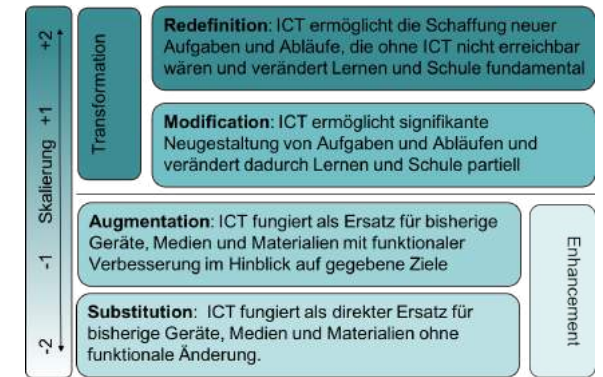 +2
+1
Skalierung
-1
-2
Transformation
Redefinition: ICT ermöglicht die Schaffung neuer
Aufgaben und Abläufe, die ohne ICT nicht erreichbar
wären und verändert Lernen und Schule fundamental
Modification: ICT ermöglicht signifikante
Neugestaltung von Aufgaben und Abläufen und
verändert dadurch Lernen und Schule partiell
Augmentation: ICT fungiert als Ersatz für bisherige
Geräte, Medien und Materialien mit funktionaler
Verbesserung im Hinblick auf gegebene Ziele
Substitution: ICT fungiert als direkter Ersatz für
bisherige Geräte, Medien und Materialien ohne
funktionale Änderung.
Enhancement